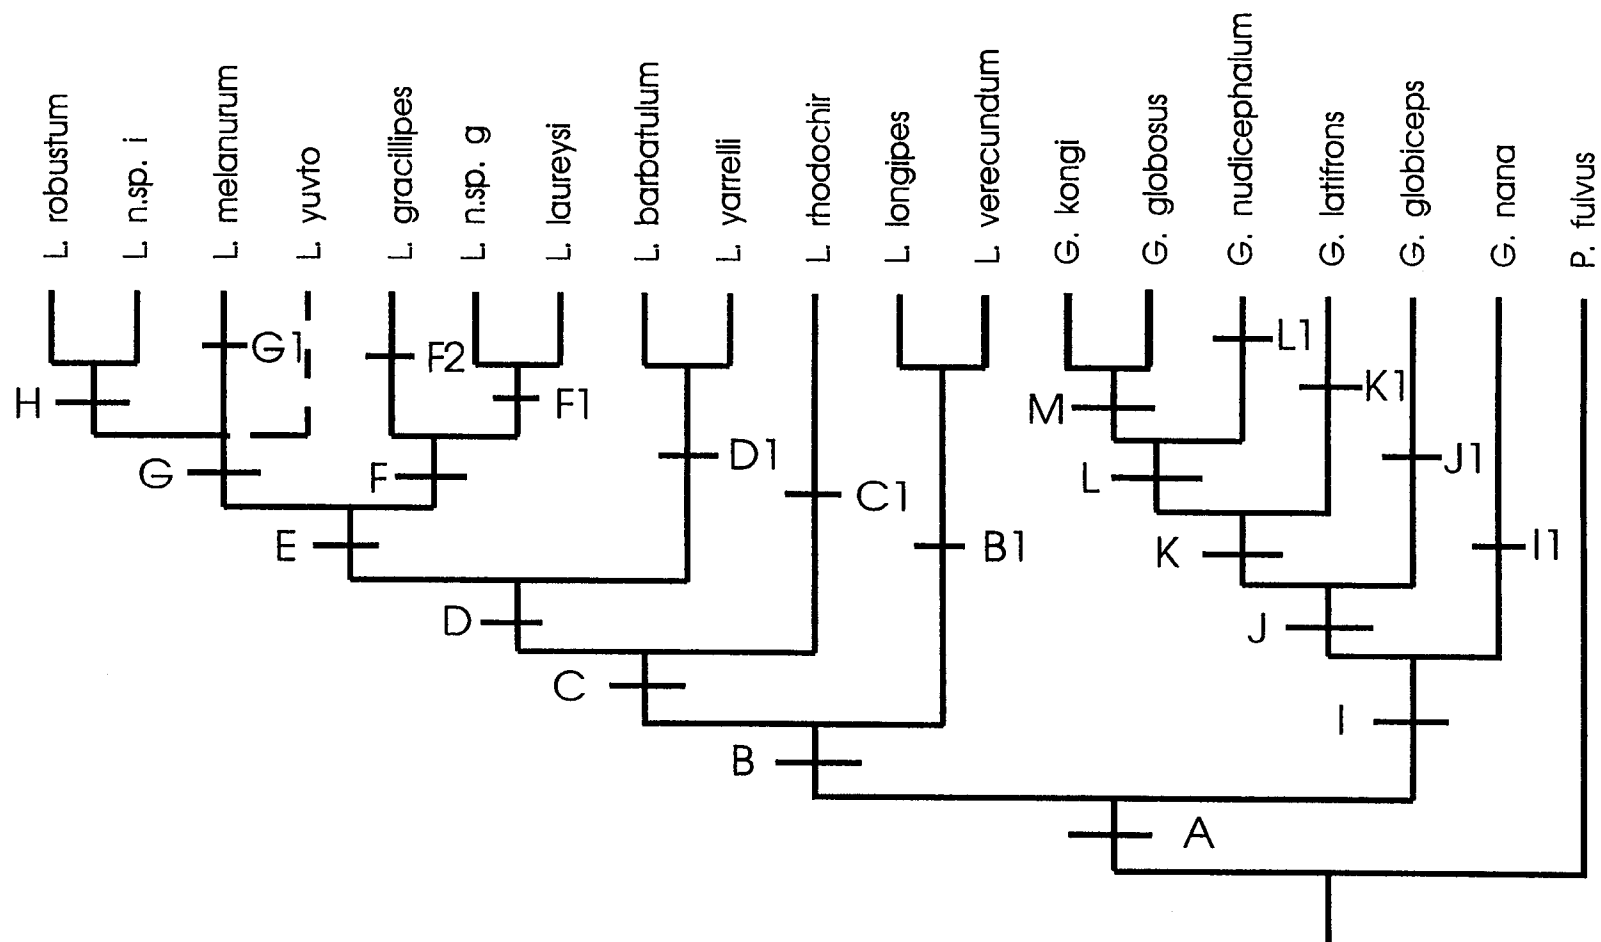 L. robustum
L. n.sp. i
L. melanurum
L. yuvto
L. gracillipes
L. n.sp. g
L. laureysi
L. barbatulum
L. yarrelli
L. rhodochir
L. longipes
L. verecundum
G. kongi
G. globosus
G. nudicephalum
G. latifrons
G. globiceps
G. nana
P. fulvus
G1
F2
L1
K1
H
F1
M
G
F
D1
L
J1
C1
E
B1
K
I1
D
J
C
I
B
A